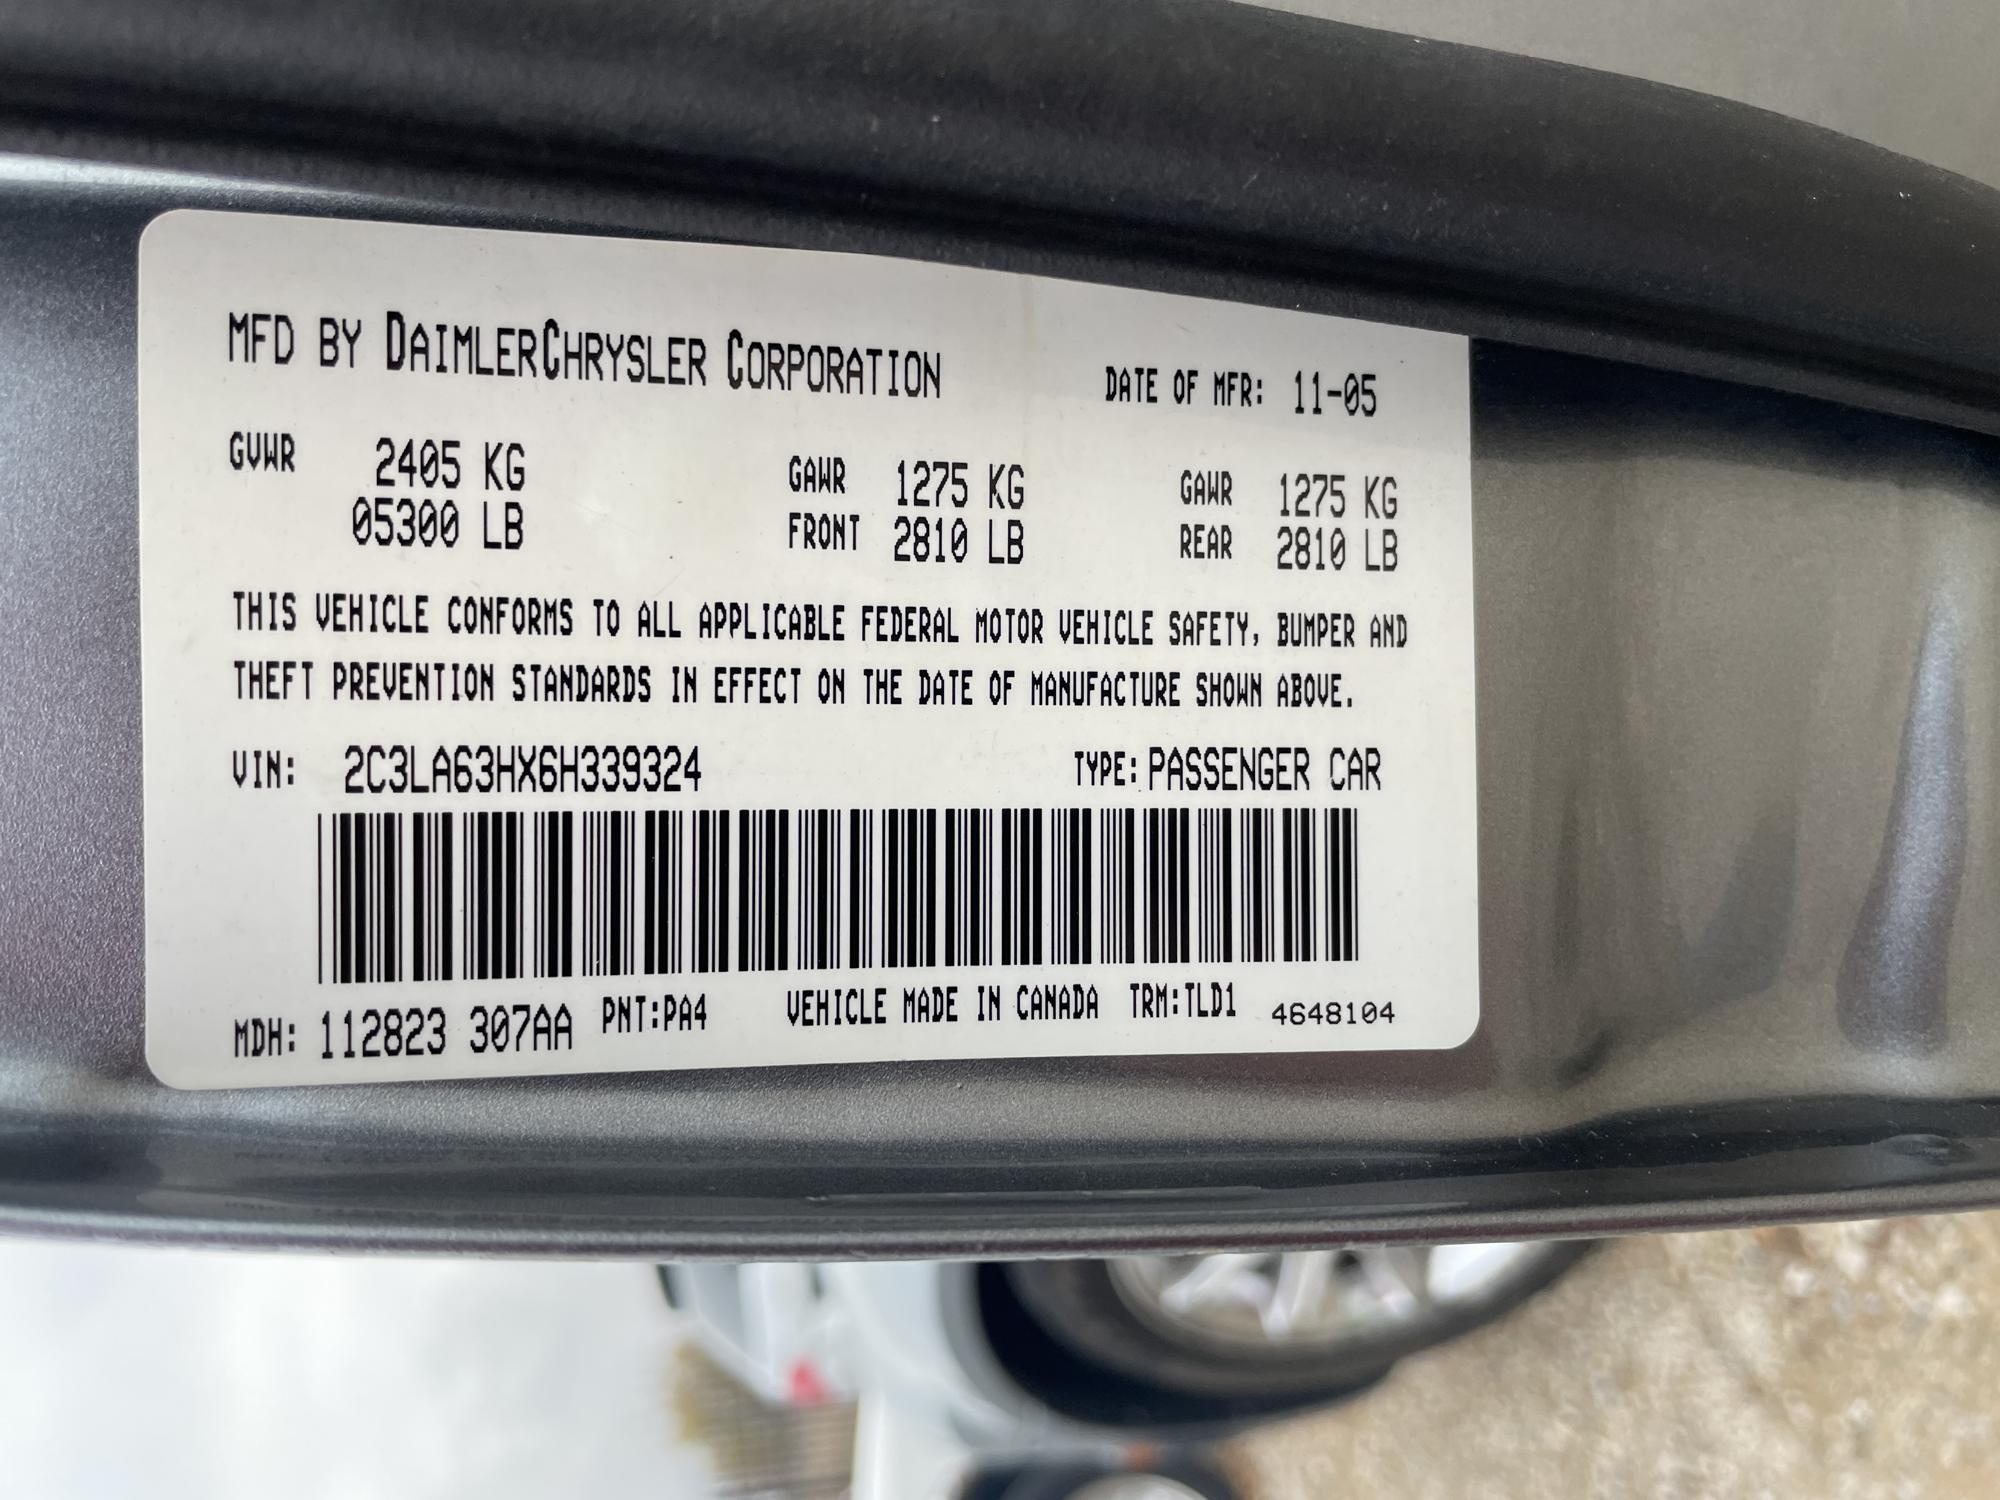 MFD BY DAIMLERCHRYSLER CORPORATION DATE OF MFR: 11-05
GVWR 2405 KG GAWR 1275 KG GAWR 1275 KG
05300 LB FRONT 2810 LB REAR 2810 LB
THIS VEHICLE CONFORMS TO ALL APPLICABLE FEDERAL MOTOR VEHICLE SAFETY, BUMPER AND
THEFT PREVENTION STANDARDS IN EFFECT ON THE DATE OF MANUFACTURE SHOWN ABOVE.
VIN: 2C3LA63HX6H339324 TYPE: PASSENGER CAR
MDH: 112823 307AA PNT:PA4 VEHICLE MADE IN CANADA TRM:TLD1 4648104